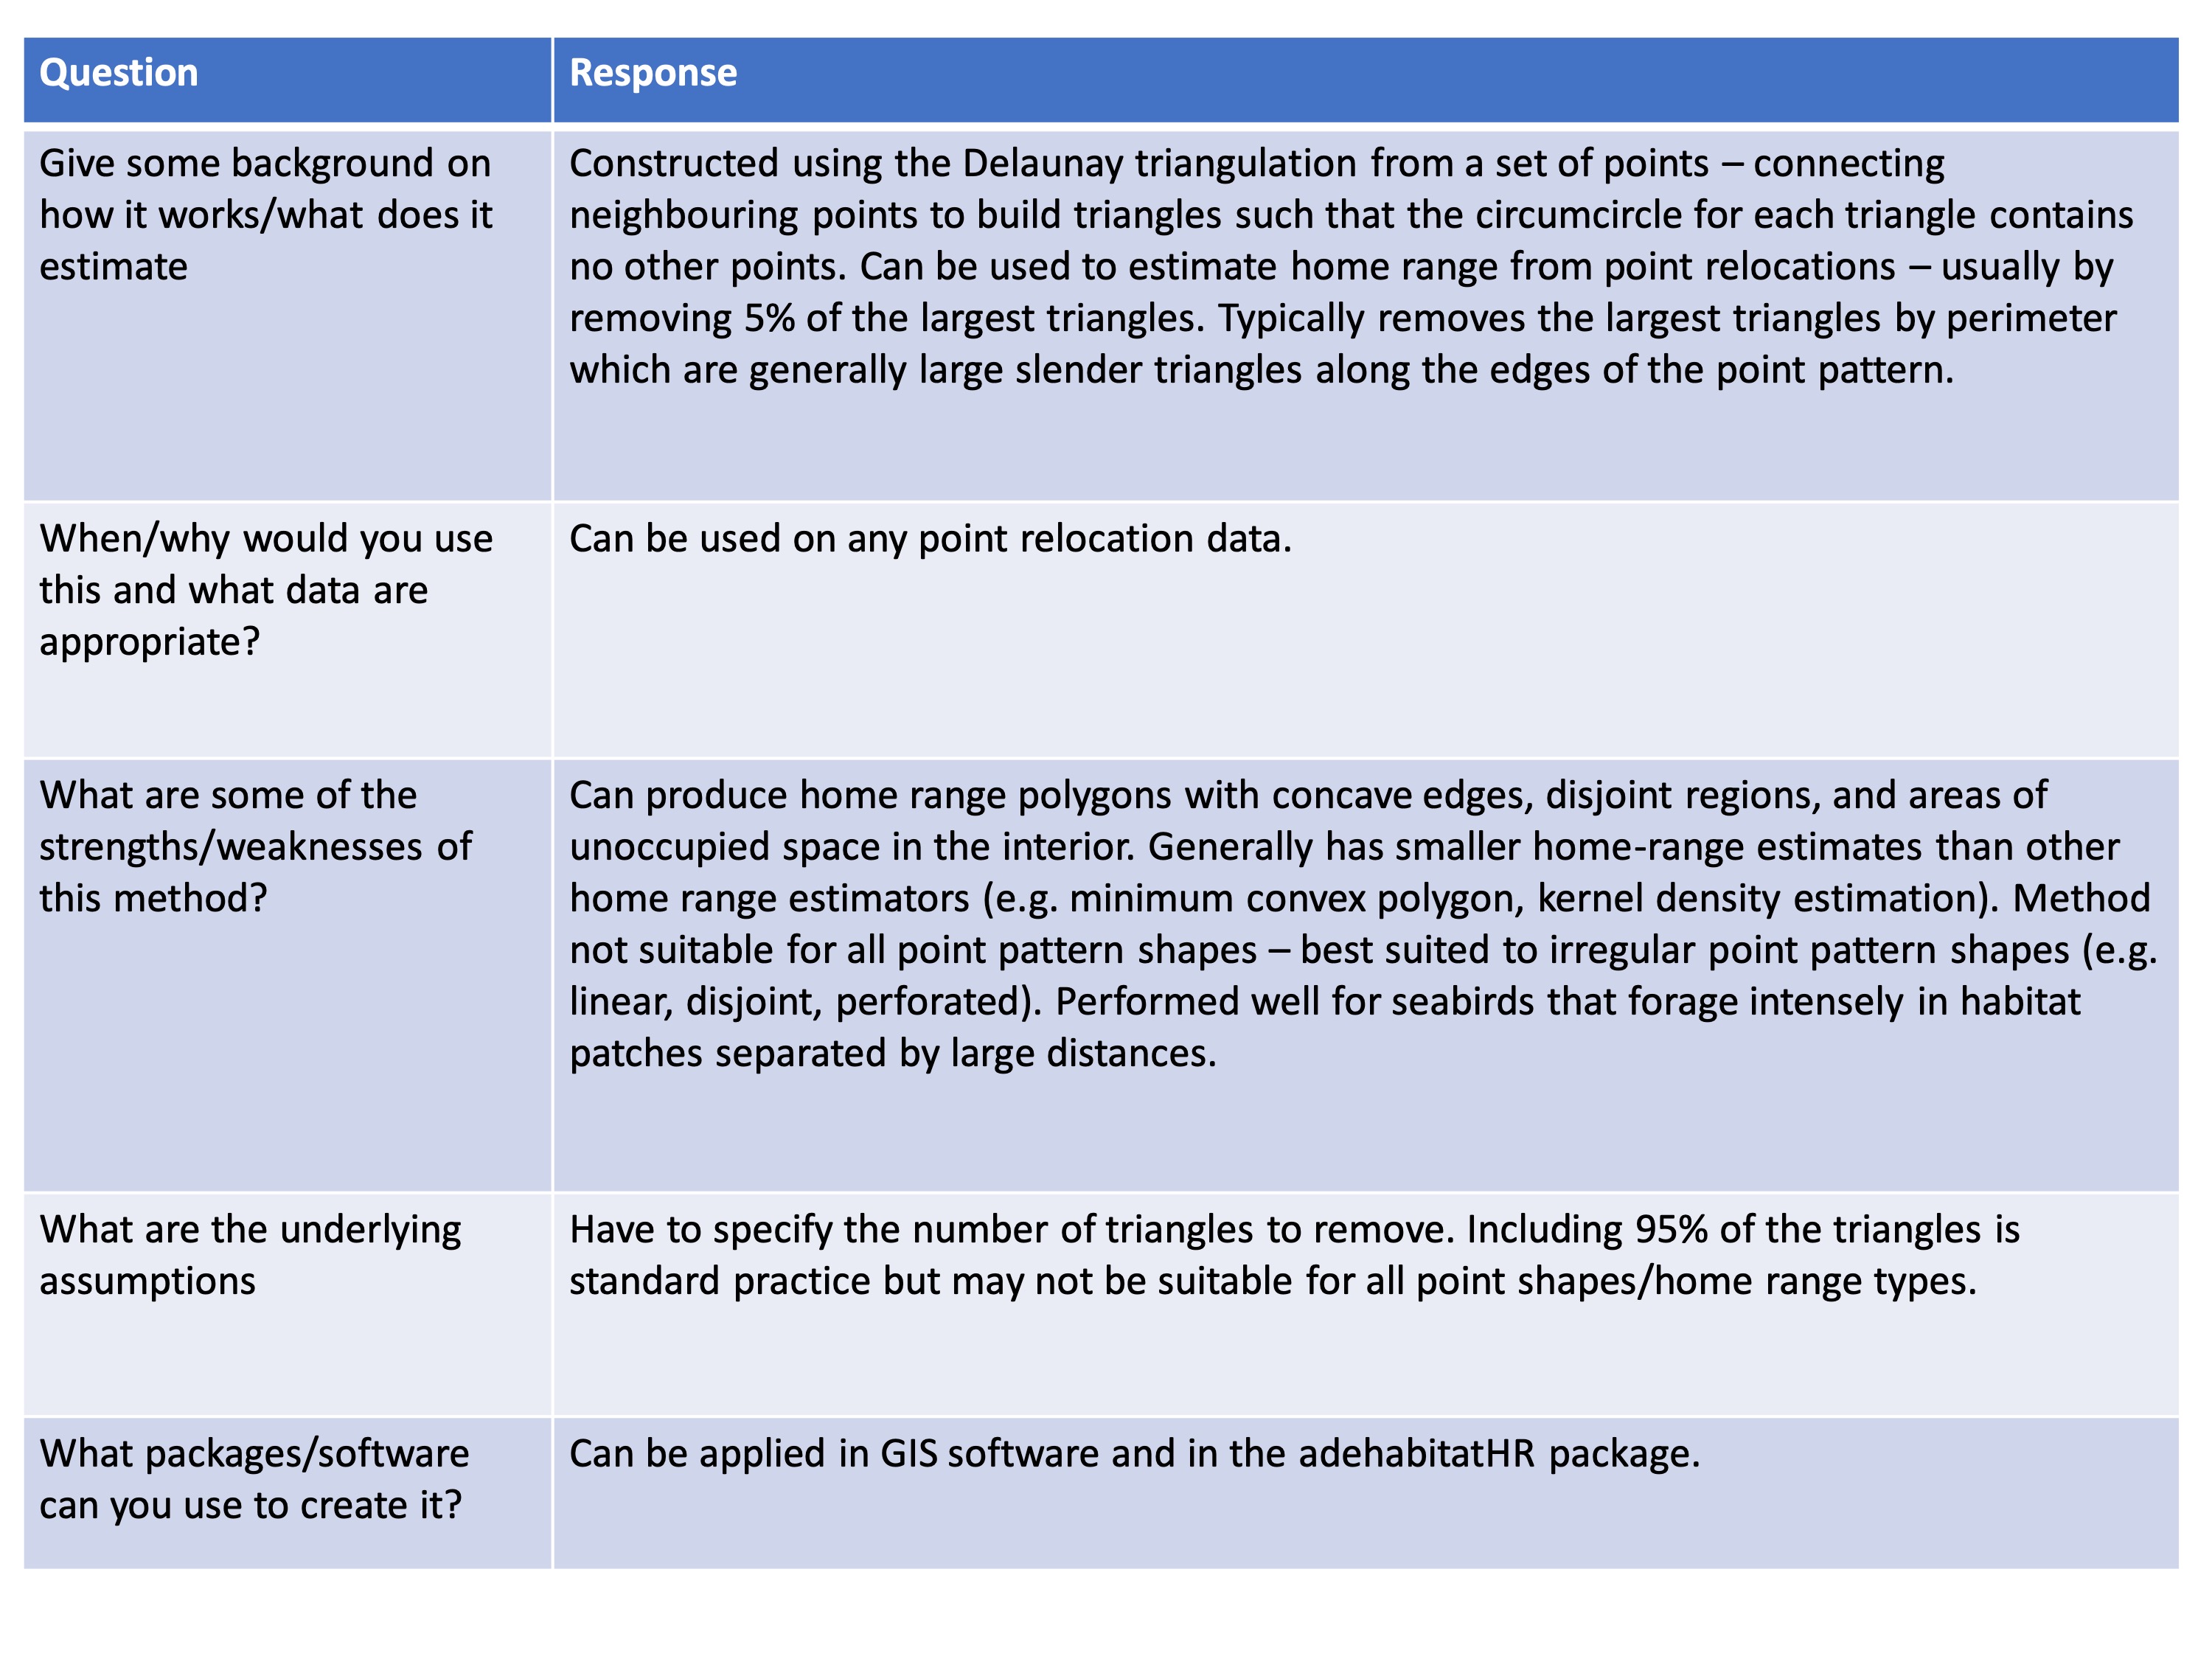 Question
Response
Give some background on
how it works/what does it
estimate
Constructed using the Delaunay triangulation from a set of points – connecting
neighbouring points to build triangles such that the circumcircle for each triangle contains
no other points. Can be used to estimate home range from point relocations – usually by
removing 5% of the largest triangles. Typically removes the largest triangles by perimeter
which are generally large slender triangles along the edges of the point pattern.
When/why would you use
this and what data are
appropriate?
Can be used on any point relocation data.
What are some of the
strengths/weaknesses of
this method?
Can produce home range polygons with concave edges, disjoint regions, and areas of
unoccupied space in the interior. Generally has smaller home-range estimates than other
home range estimators (e.g. minimum convex polygon, kernel density estimation). Method
not suitable for all point pattern shapes – best suited to irregular point pattern shapes (e.g.
linear, disjoint, perforated). Performed well for seabirds that forage intensely in habitat
patches separated by large distances.
What are the underlying
assumptions
Have to specify the number of triangles to remove. Including 95% of the triangles is
standard practice but may not be suitable for all point shapes/home range types.
What packages/software
can you use to create it?
Can be applied in GIS software and in the adehabitatHR package.